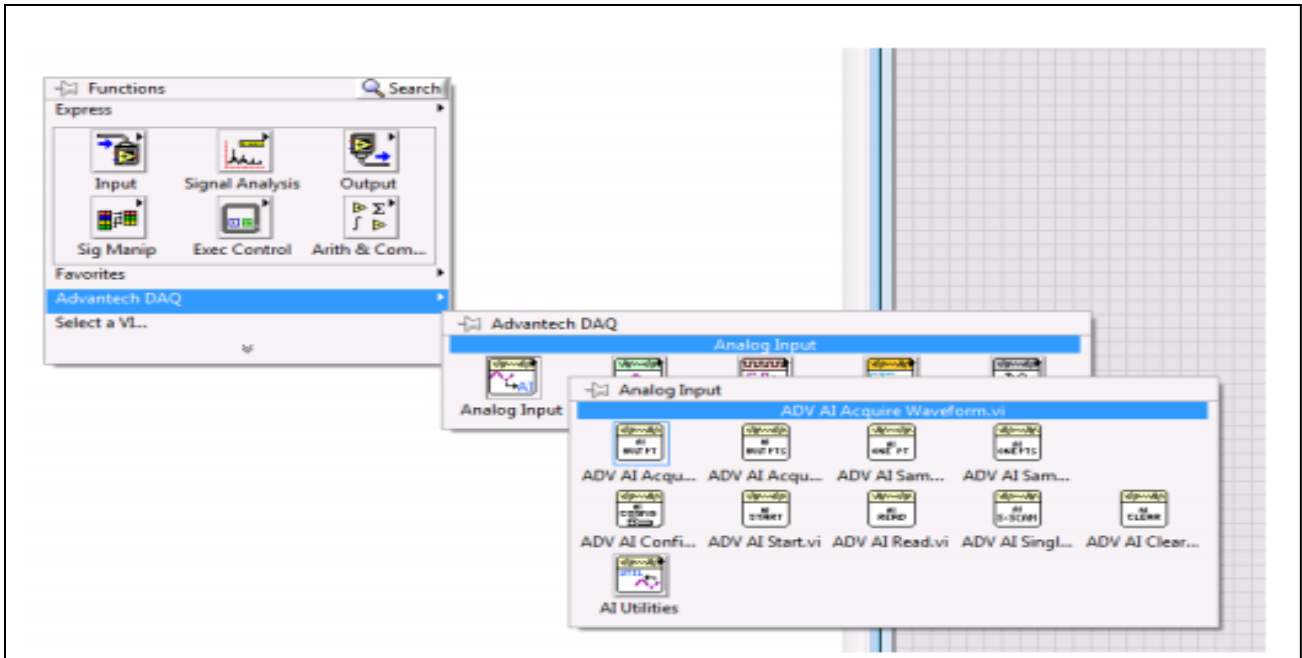 Functions
Search
Express
Input
Signal Analysis
Output
Sig Manip
Exec Control
Arith & Com...
Favorites
Advantech DAQ
Select a VI...
Advantech DAQ
Analog Input
Analog Input
Analog Input
ADV AI Acquire Waveform.vi
ADV AI Acqu...
ADV AI Acqu...
ADV AI Sam...
ADV AI Sam...
ADV AI Confi...
ADV AI Start.vi
ADV AI Read.vi
ADV AI Singl...
ADV AI Clear...
AI Utilities